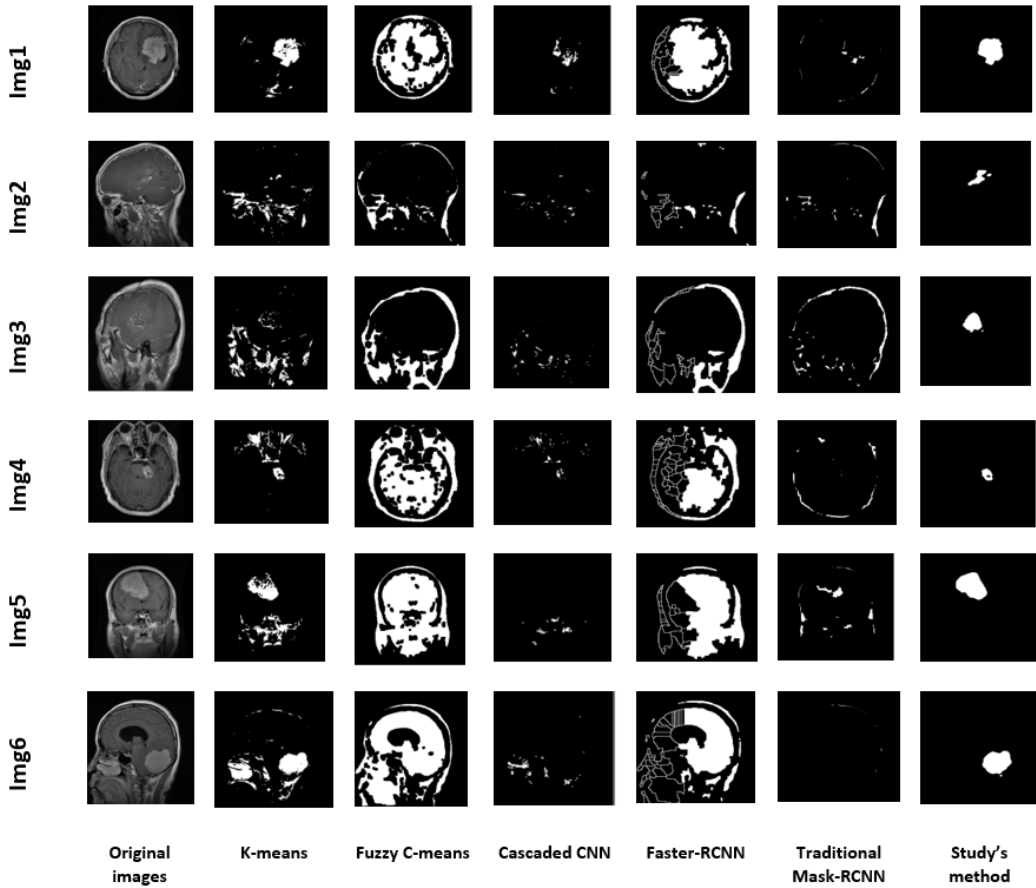 Img1
Img2
Img3
Img4
Img5
Img6
Original
images
K-means
Fuzzy C-means
Cascaded CNN
Faster-RCNN
Traditional
Mask-RCNN
Study's
method